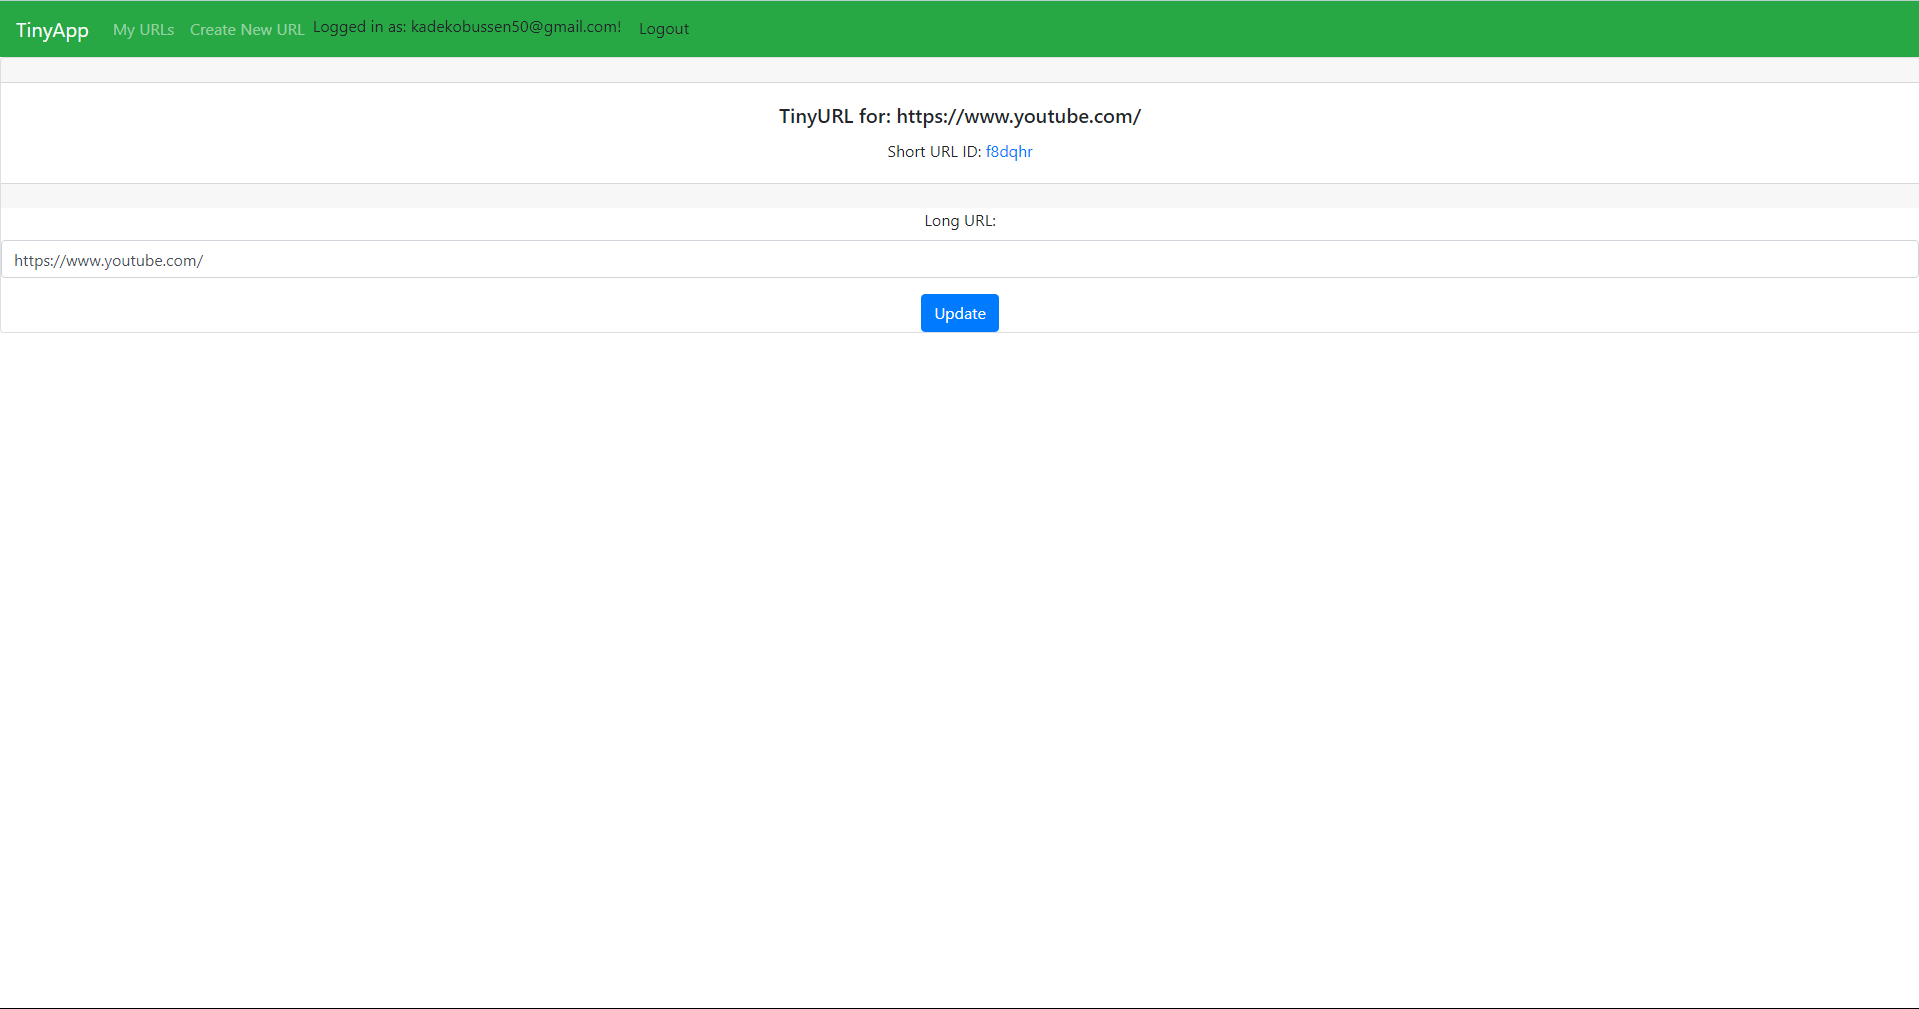 TinyApp My URLs Create New URL Logged in as: kadekobussen50@gmail.com! Logout
TinyURL for: https://www.youtube.com/
Short URL ID: f8dqhr
Long URL:
https://www.youtube.com/
Update